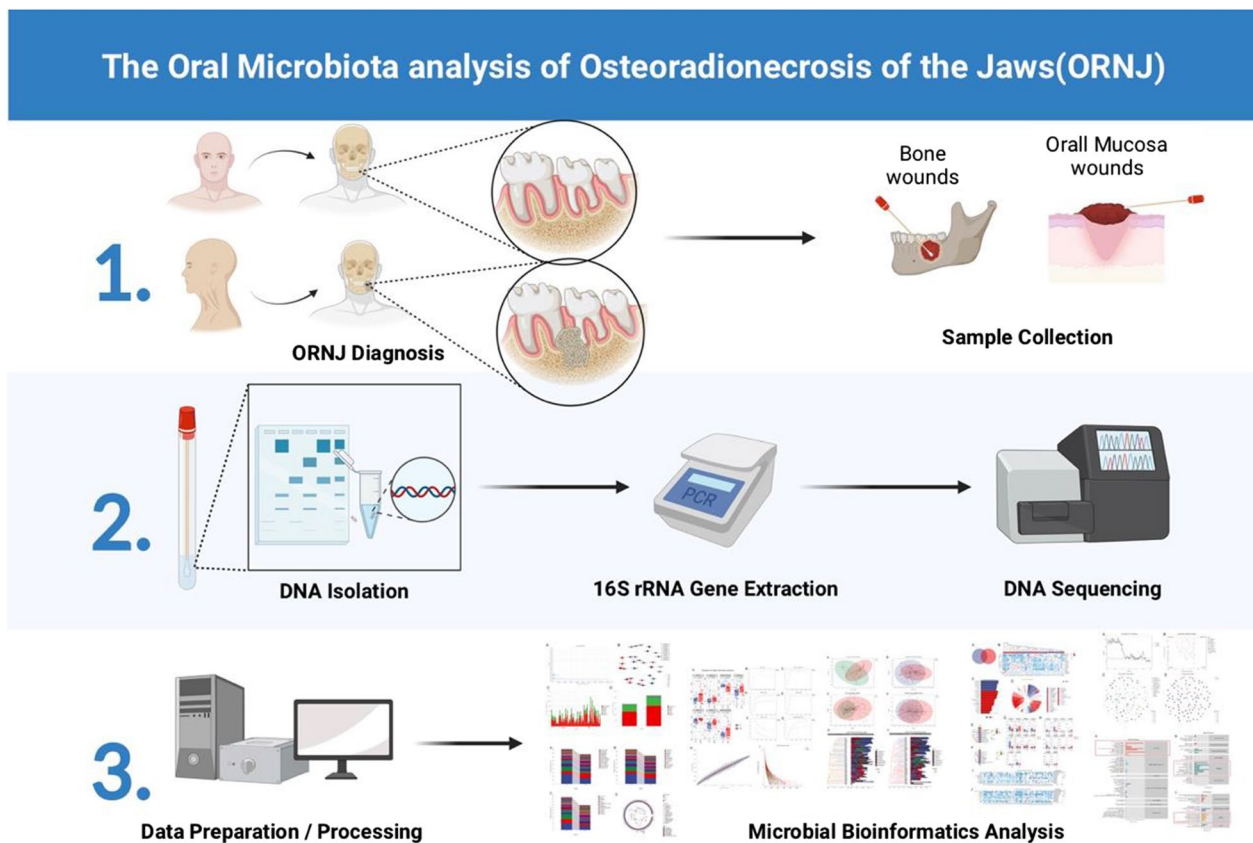 The Oral Microbiota analysis of Osteoradionecrosis of the Jaws(ORNJ)
1.
Bone
wounds
Orall Mucosa
wounds
ORNJ Diagnosis
Sample Collection
2.
PCR
DNA Isolation
16S rRNA Gene Extraction
DNA Sequencing
3.
Data Preparation / Processing
Microbial Bioinformatics Analysis